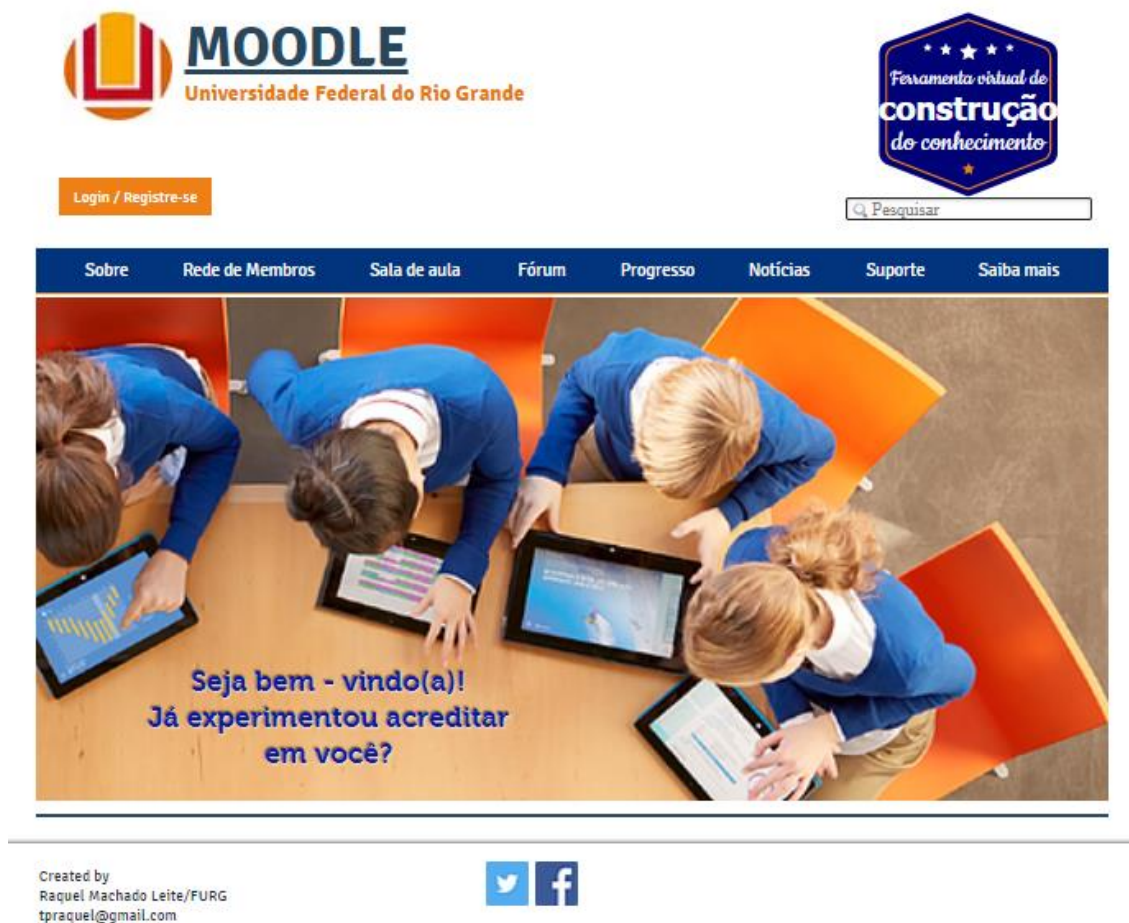 MOODLE
Universidade Federal do Rio Grande
Ferramenta virtual de
construção
do conhecimento
Login / Registre-se
Pesquisar
Sobre Rede de Membros Sala de aula Fórum Progresso Notícias Suporte Saiba mais
Seja bem - vindo(a)!
Já experimentou acreditar
em você?
Created by
Raquel Machado Leite/FURG
tpraquel@gmail.com